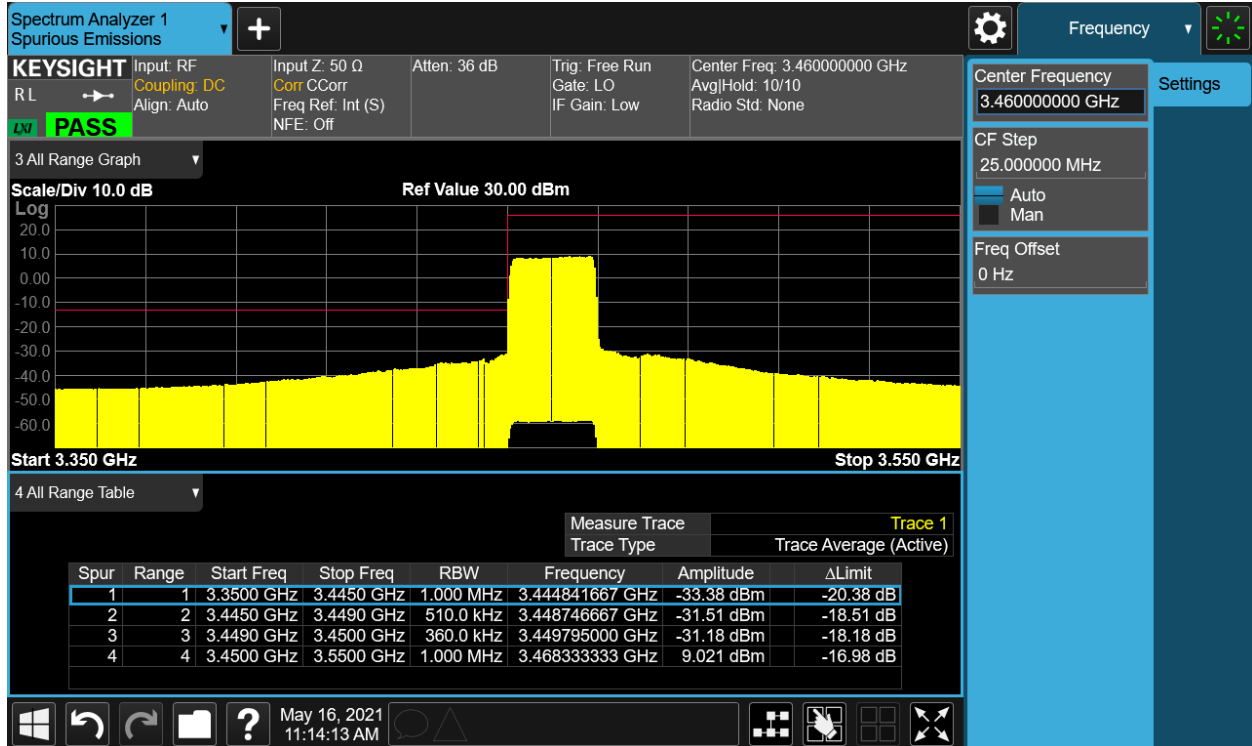 Spectrum Analyzer 1
Spurious Emissions
+
Frequency
KEYSIGHT Input: RF Input Z: 50 Ω Atten: 36 dB Trig: Free Run Center Freq: 3.460000000 GHz
Coupling: DC Corr CCorr Gate: LO Avg|Hold: 10/10
R L Align: Auto Freq Ref: Int (S) IF Gain: Low Radio Std: None
NFE: Off
LXI PASS
Center Frequency
3.460000000 GHz
Settings
CF Step
25.000000 MHz
Auto
Man
Freq Offset
0 Hz
3 All Range Graph
Scale/Div 10.0 dB Ref Value 30.00 dBm
Log
20.0
10.0
0.00
-10.0
-20.0
-30.0
-40.0
-50.0
-60.0
Start 3.350 GHz Stop 3.550 GHz
4 All Range Table
Measure Trace Trace 1
Trace Type Trace Average (Active)
Spur Range Start Freq Stop Freq RBW Frequency Amplitude ΔLimit
1 1 3.3500 GHz 3.4450 GHz 1.000 MHz 3.444841667 GHz -33.38 dBm -20.38 dB
2 2 3.4450 GHz 3.4490 GHz 510.0 kHz 3.448746667 GHz -31.51 dBm -18.51 dB
3 3 3.4490 GHz 3.4500 GHz 360.0 kHz 3.449795000 GHz -31.18 dBm -18.18 dB
4 4 3.4500 GHz 3.5500 GHz 1.000 MHz 3.468333333 GHz 9.021 dBm -16.98 dB
?
May 16, 2021
11:14:13 AM